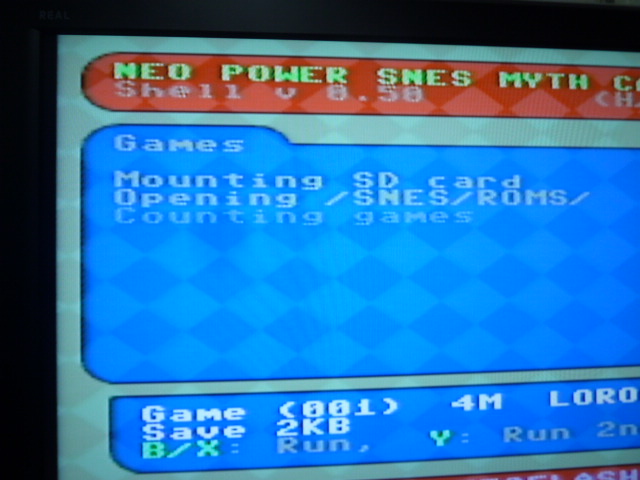 NEO POWER SNES MYTH
Shell v 0.50
Games
Mounting SD card
Opening /SNES/ROMS/
Counting games
Game (001) 4M LORO
Save 2KB
B/X: Run, Y: Run 2n